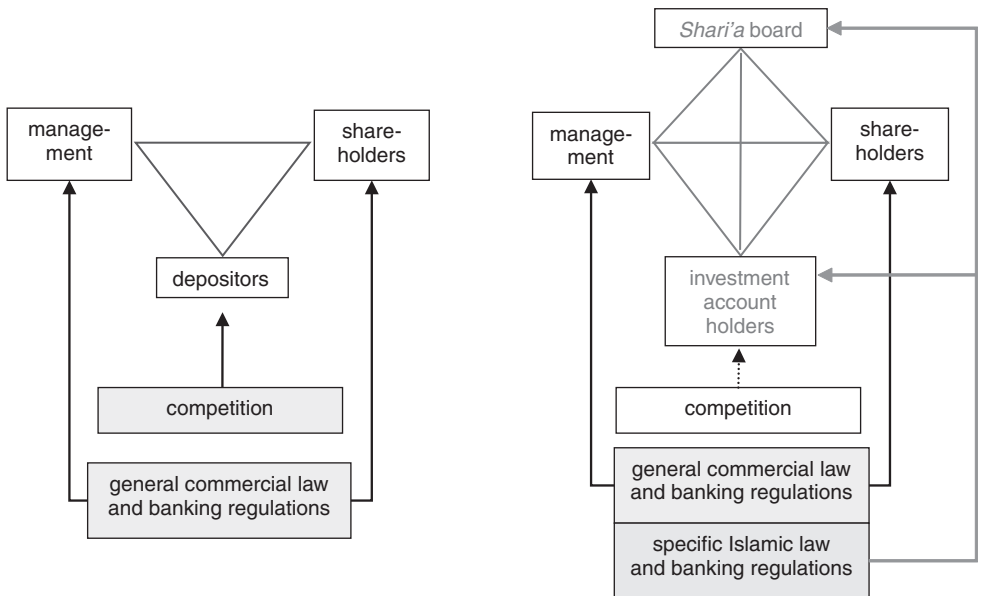 manage-
ment
share-
holders
depositors
competition
general commercial law
and banking regulations
Shari’a board
manage-
ment
share-
holders
investment
account
holders
competition
general commercial law
and banking regulations
specific Islamic law
and banking regulations